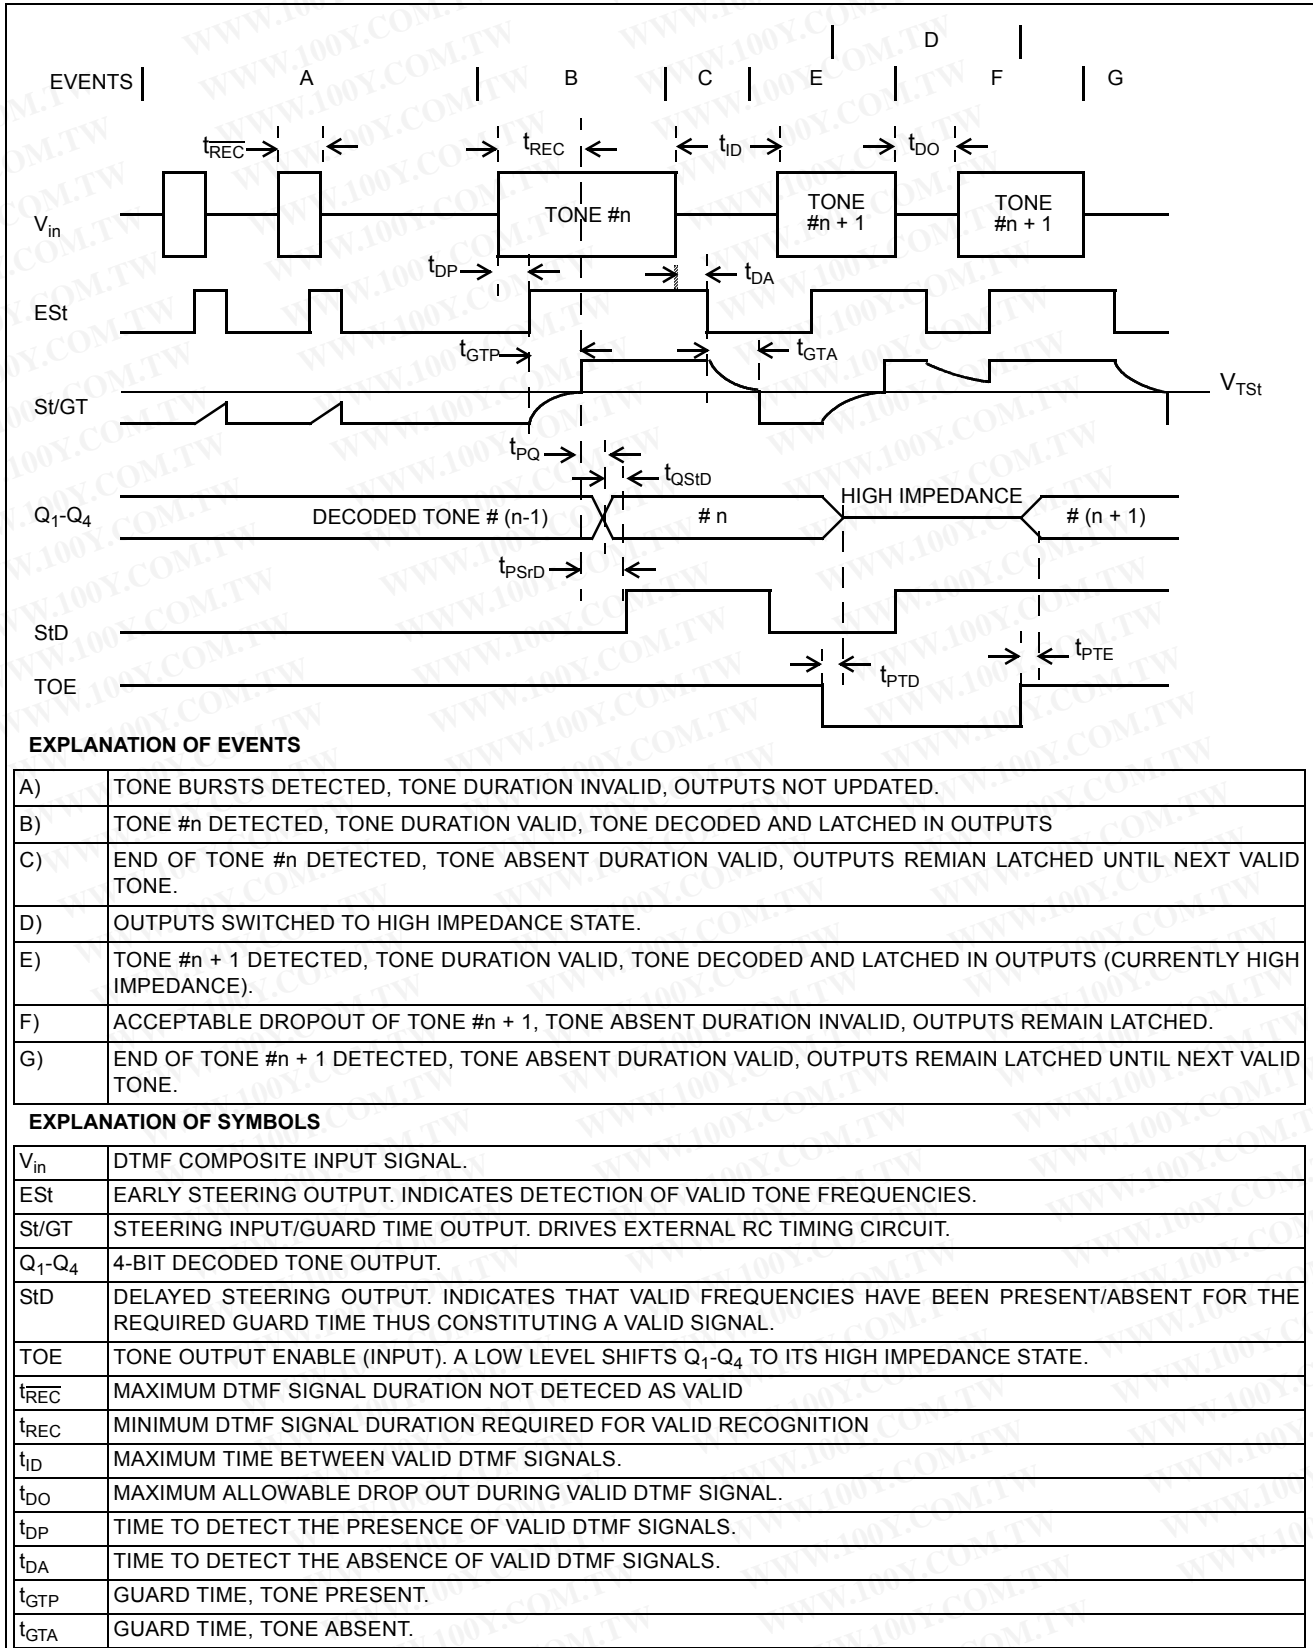 D
EVENTS A B C E F G
tREC tREC tID tDO
Vin TONE #n TONE #n + 1 TONE #n + 1
tDP tDA
ESt
tGTP tGTA
St/GT VTSt
tPQ tQStD
Q1-Q4 DECODED TONE # (n-1) # n HIGH IMPEDANCE # (n + 1)
tPSrD
StD
tPTD tPTE
TOE
EXPLANATION OF EVENTS
A) TONE BURSTS DETECTED, TONE DURATION INVALID, OUTPUTS NOT UPDATED.
B) TONE #n DETECTED, TONE DURATION VALID, TONE DECODED AND LATCHED IN OUTPUTS
C) END OF TONE #n DETECTED, TONE ABSENT DURATION VALID, OUTPUTS REMIAN LATCHED UNTIL NEXT VALID
TONE.
D) OUTPUTS SWITCHED TO HIGH IMPEDANCE STATE.
E) TONE #n + 1 DETECTED, TONE DURATION VALID, TONE DECODED AND LATCHED IN OUTPUTS (CURRENTLY HIGH
IMPEDANCE).
F) ACCEPTABLE DROPOUT OF TONE #n + 1, TONE ABSENT DURATION INVALID, OUTPUTS REMAIN LATCHED.
G) END OF TONE #n + 1 DETECTED, TONE ABSENT DURATION VALID, OUTPUTS REMAIN LATCHED UNTIL NEXT VALID
TONE.
EXPLANATION OF SYMBOLS
Vin DTMF COMPOSITE INPUT SIGNAL.
ESt EARLY STEERING OUTPUT. INDICATES DETECTION OF VALID TONE FREQUENCIES.
St/GT STEERING INPUT/GUARD TIME OUTPUT. DRIVES EXTERNAL RC TIMING CIRCUIT.
Q1-Q4 4-BIT DECODED TONE OUTPUT.
StD DELAYED STEERING OUTPUT. INDICATES THAT VALID FREQUENCIES HAVE BEEN PRESENT/ABSENT FOR THE
REQUIRED GUARD TIME THUS CONSTITUTING A VALID SIGNAL.
TOE TONE OUTPUT ENABLE (INPUT). A LOW LEVEL SHIFTS Q1-Q4 TO ITS HIGH IMPEDANCE STATE.
tREC MAXIMUM DTMF SIGNAL DURATION NOT DETECED AS VALID
tREC MINIMUM DTMF SIGNAL DURATION REQUIRED FOR VALID RECOGNITION
tID MAXIMUM TIME BETWEEN VALID DTMF SIGNALS.
tDO MAXIMUM ALLOWABLE DROP OUT DURING VALID DTMF SIGNAL.
tDP TIME TO DETECT THE PRESENCE OF VALID DTMF SIGNALS.
tDA TIME TO DETECT THE ABSENCE OF VALID DTMF SIGNALS.
tGTP GUARD TIME, TONE PRESENT.
tGTA GUARD TIME, TONE ABSENT.
WWW.100Y.COM.TW